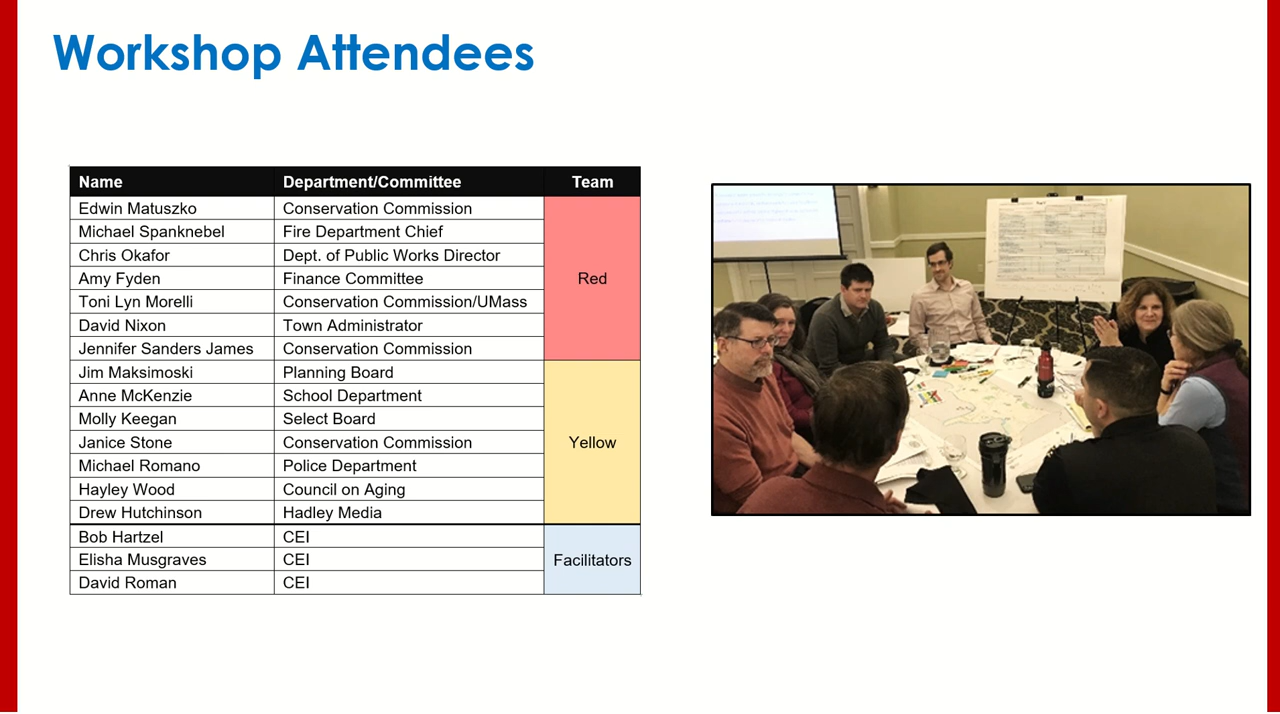 Workshop Attendees
Name Department/Committee Team
Edwin Matuszko Conservation Commission
Michael Spanknebel Fire Department Chief
Chris Okafor Dept. of Public Works Director
Amy Fyden Finance Committee
Red
Toni Lyn Morelli Conservation Commission/UMass
David Nixon Town Administrator
Jennifer Sanders James Conservation Commission
Jim Maksimoski Planning Board
Anne McKenzie School Department
Molly Keegan Select Board
Janice Stone Conservation Commission
Yellow
Michael Romano Police Department
Hayley Wood Council on Aging
Drew Hutchinson Hadley Media
Bob Hartzel CEI
Elisha Musgraves CEI
Facilitators
David Roman CEI